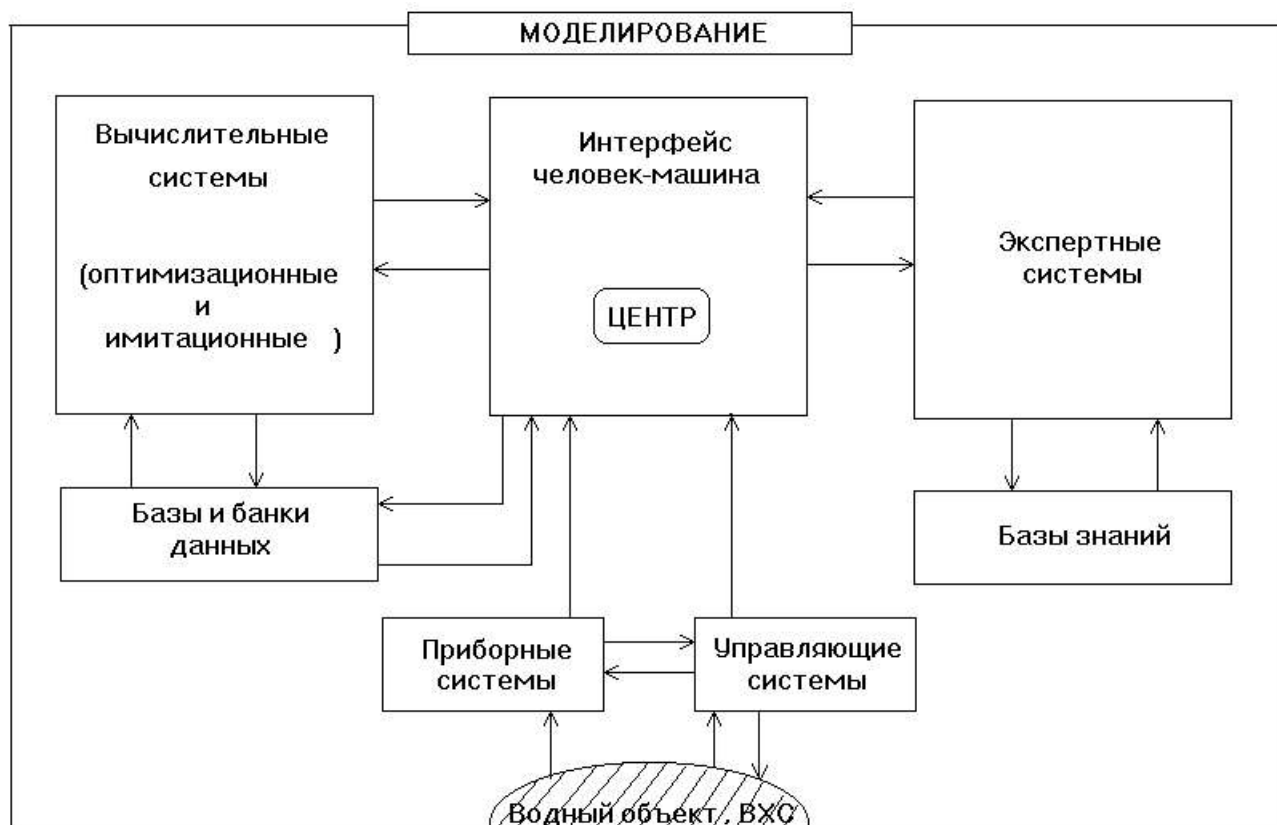 МОДЕЛИРОВАНИЕ
Вычислительные
системы
(оптимизационные
и
имитационные )
Интерфейс
человек-машина
ЦЕНТР
Экспертные
системы
Базы и банки
данных
Базы знаний
Приборные
системы
Управляющие
системы
Водный объект , ВХС